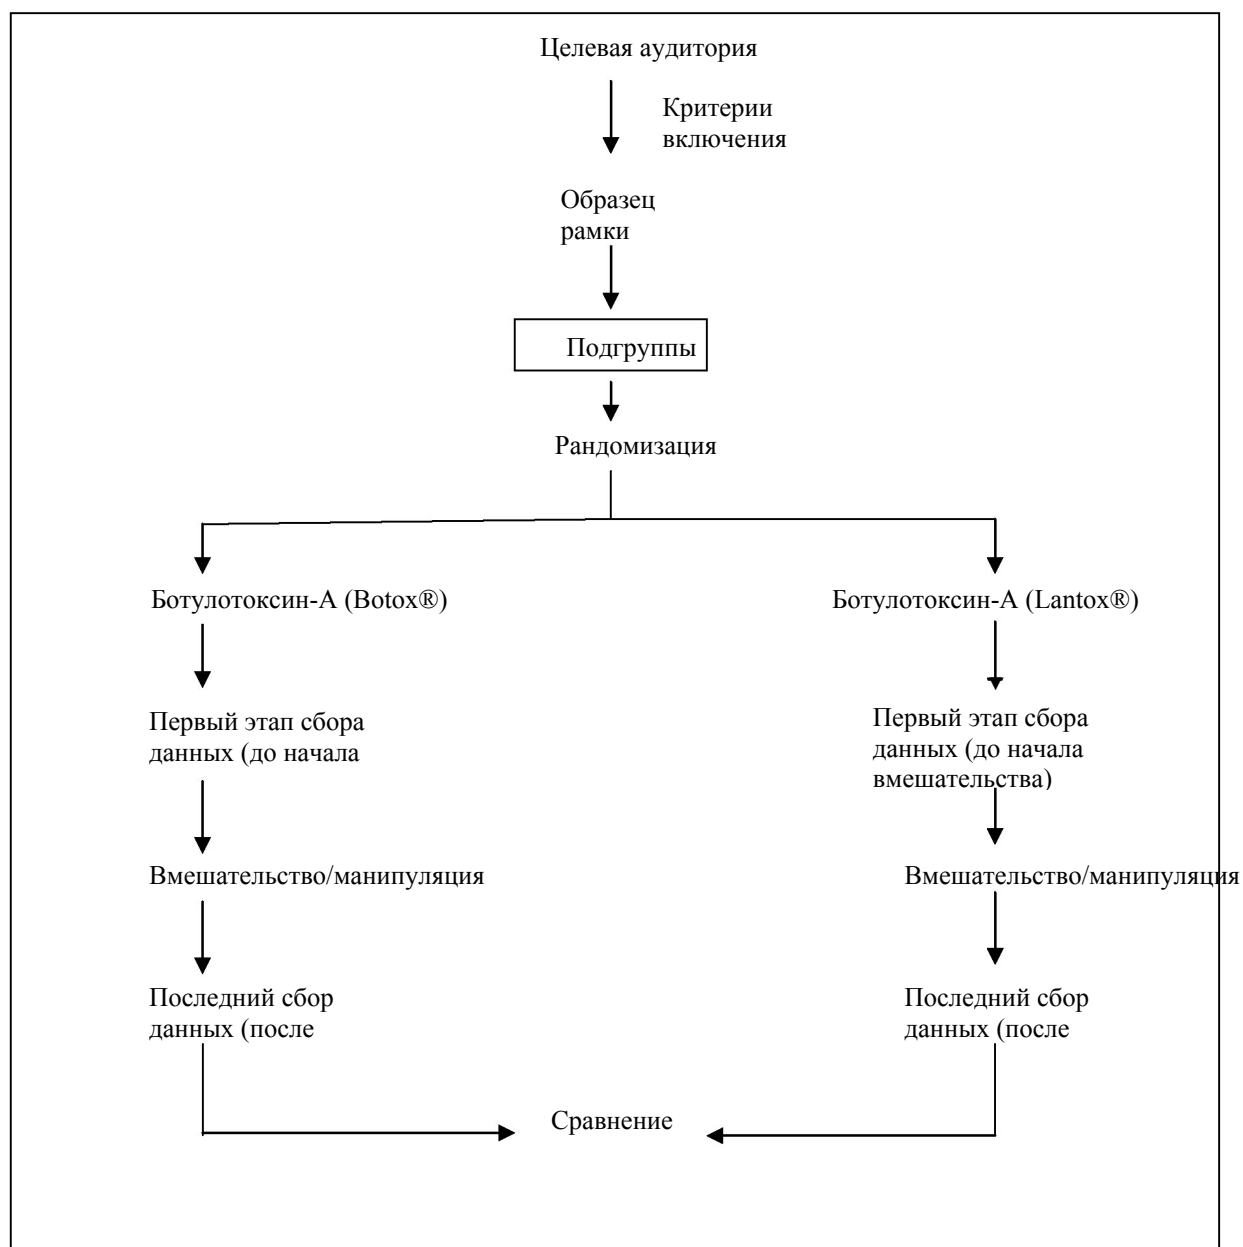 Целевая аудитория
Критерии
включения
Образец
рамки
Подгруппы
Рандомизация
Ботулотоксин-А (Botox®)
Ботулотоксин-А (Lantox®)
Первый этап сбора
данных (до начала
Первый этап сбора
данных (до начала
вмешательства)
Вмешательство/манипуляция
Вмешательство/манипуляция
Последний сбор
данных (после
Последний сбор
данных (после
Сравнение